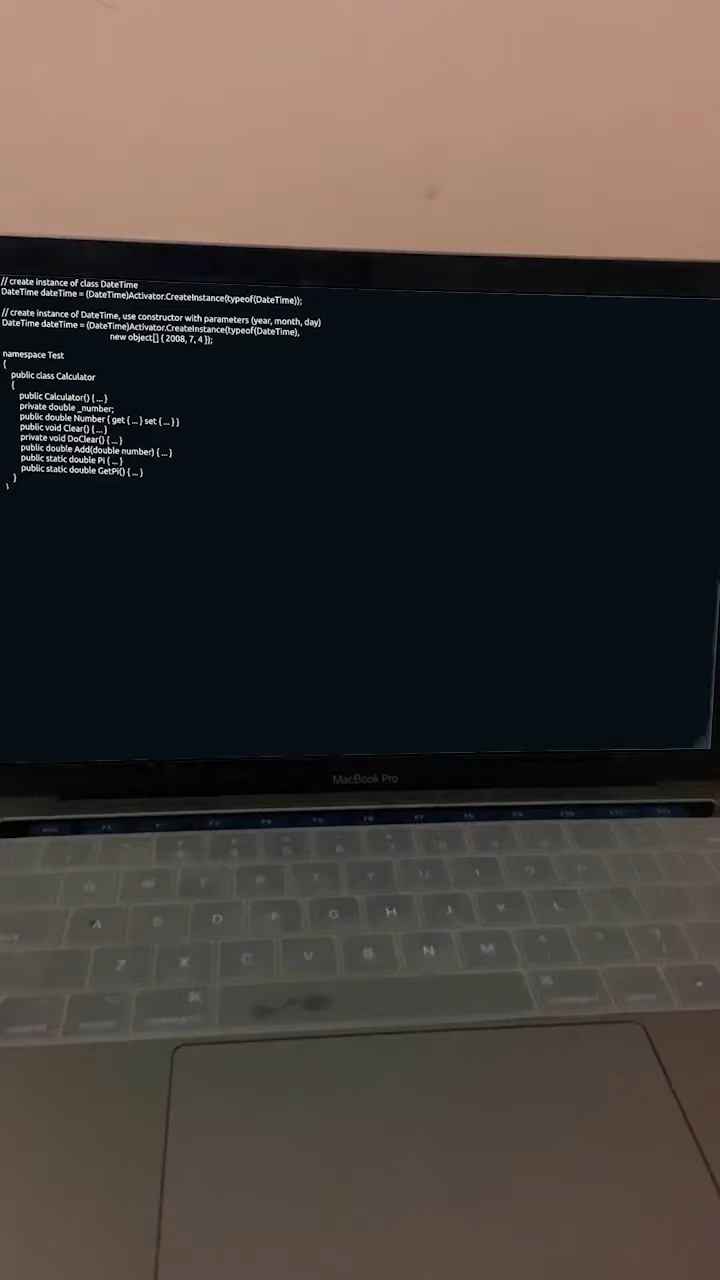 // create instance of class DateTime
DateTime dateTime = (DateTime)Activator.CreateInstance(typeof(DateTime));
// create instance of DateTime, use constructor with parameters (year, month, day)
DateTime dateTime = (DateTime)Activator.CreateInstance(typeof(DateTime),
new object[] { 2008, 7, 4 });
namespace Test
{
public class Calculator
{
public Calculator() { ... }
private double _number;
public double Number { get { ... } set { ... } }
public void Clear() { ... }
private void DoClear() { ... }
public double Add(double number) { ... }
public static double Pi { ... }
public static double GetPi() { ... }
}
}
MacBook Pro
Q W T Y U I
A D F G H J K L
Z X C V B N M
⌘ ⌘